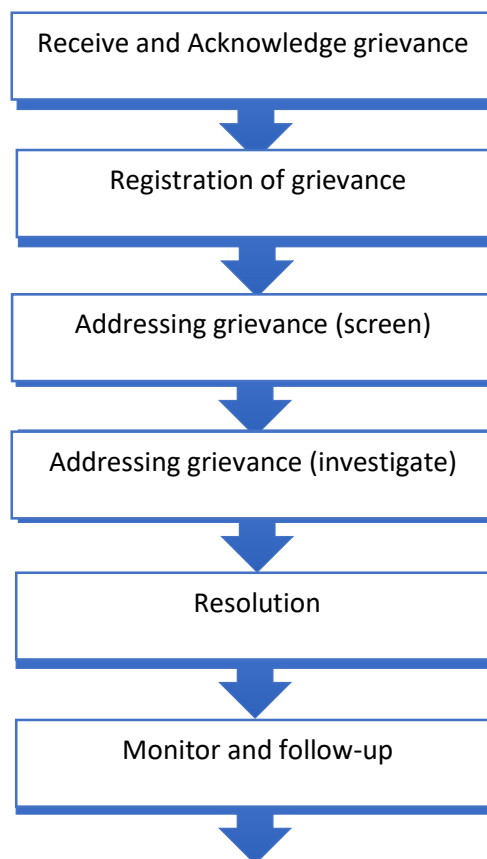 Receive and Acknowledge grievance
Registration of grievance
Addressing grievance (screen)
Addressing grievance (investigate)
Resolution
Monitor and follow-up